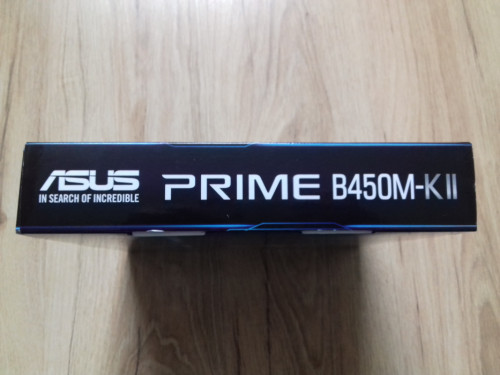 ASUS PRIME B450M-K II
IN SEARCH OF INCREDIBLE